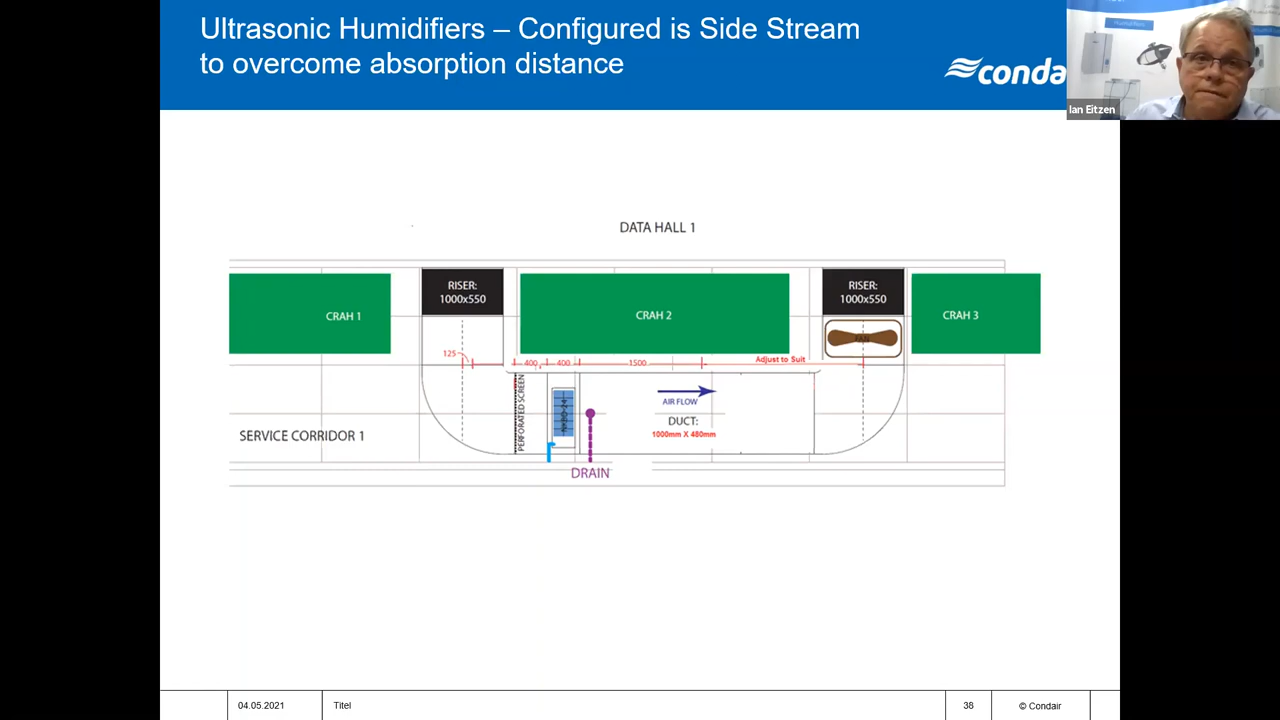 Ultrasonic Humidifiers – Configured is Side Stream
to overcome absorption distance
conda
Humidifiers
Ian Eitzen
DATA HALL 1
RISER:
1000x550
RISER:
1000x550
CRAH 1
CRAH 2
CRAH 3
FAN
125
400
400
1500
Adjust to Suit
PERFORATED SCREEN
AIR FLOW
DUCT:
1000mm X 480mm
SERVICE CORRIDOR 1
DRAIN
04.05.2021
Titel
38
© Condair